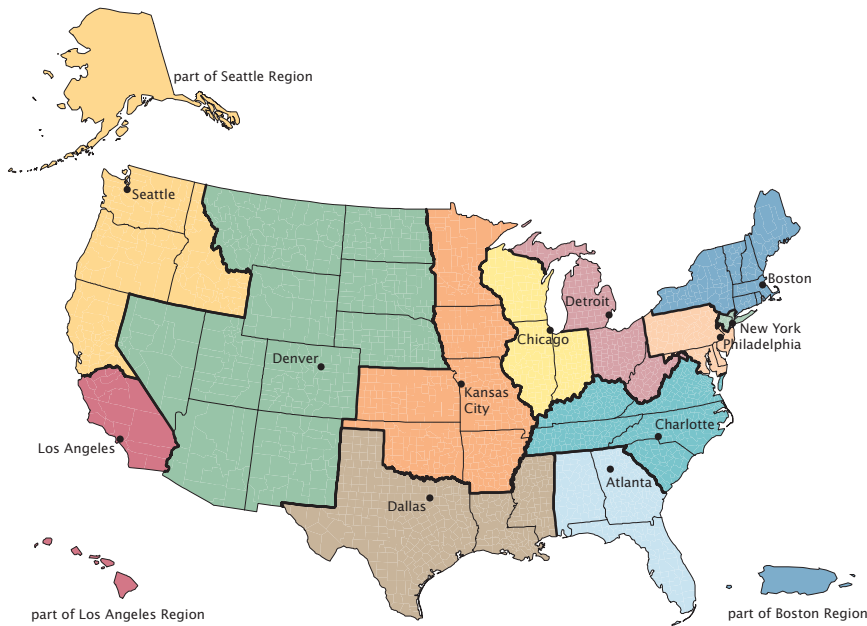 part of Seattle Region
Seattle
Boston
Detroit
New York
Chicago
Philadelphia
Denver
Kansas
City
Charlotte
Los Angeles
Atlanta
Dallas
part of Los Angeles Region
part of Boston Region